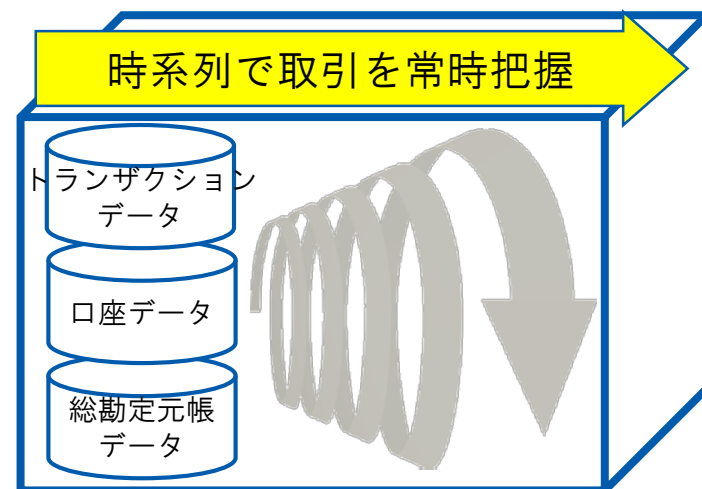 時系列で取引を常時把握
トランザクション
データ
口座データ
総勘定元帳
データ